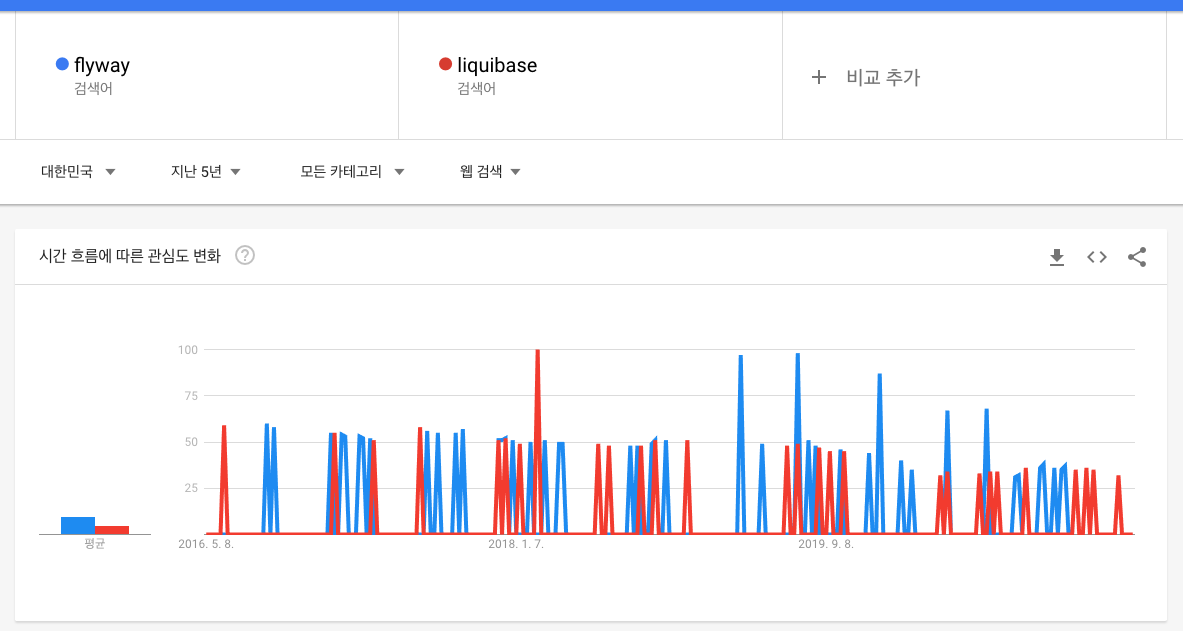 flyway
검색어
liquibase
검색어
+ 비교 추가
대한민국
지난 5년
모든 카테고리
웹 검색
시간 흐름에 따른 관심도 변화 ?
100
75
50
25
평균
2016. 5. 8.
2018. 1. 7.
2019. 9. 8.